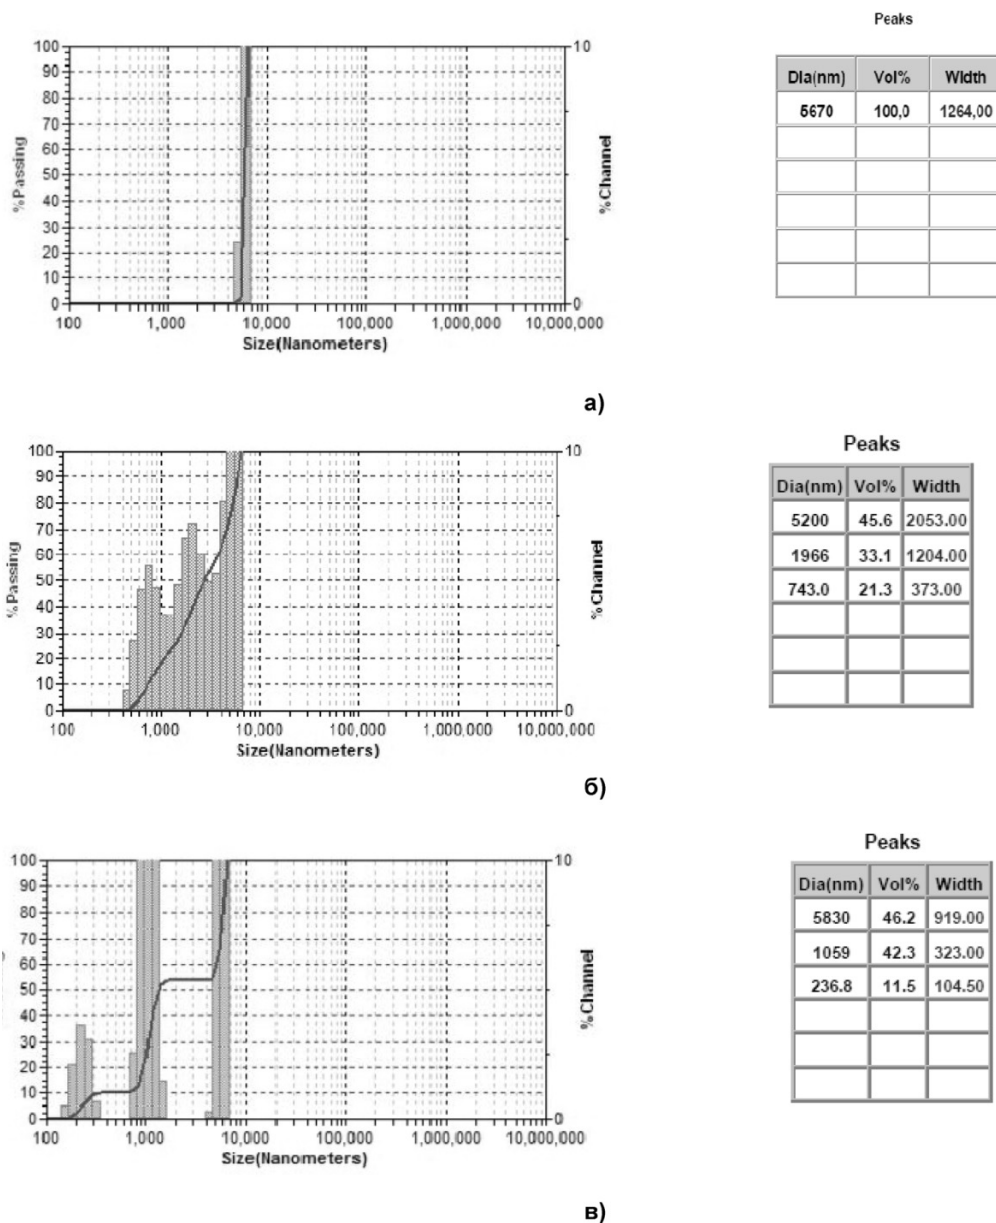 Peaks
100
90
80
70
60
50
40
30
20
10
0
%Passing
10
0
%Channel
100 1,000 10,000 100,000 1,000,000 10,000,000
Size(Nanometers)
Dia(nm) Vol% Width
5670 100,0 1264,00
а)
100
90
80
70
60
50
40
30
20
10
0
%Passing
10
0
%Channel
100 1,000 10,000 100,000 1,000,000 10,000,000
Size(Nanometers)
Peaks
Dia(nm) Vol% Width
5200 45.6 2053.00
1966 33.1 1204.00
743.0 21.3 373.00
б)
100
90
80
70
60
50
40
30
20
10
0
10
0
%Channel
100 1,000 10,000 100,000 1,000,000 10,000,000
Size(Nanometers)
Peaks
Dia(nm) Vol% Width
5830 46.2 919.00
1059 42.3 323.00
236.8 11.5 104.50
в)